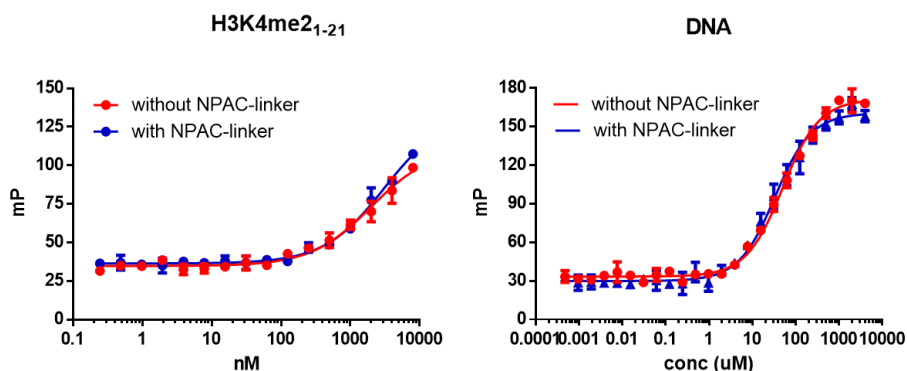 H3K4me2₁₋₂₁
150
125
100
75
50
25
0
mP
without NPAC-linker
with NPAC-linker
0.1 1 10 100 1000 10000
nM
DNA
180
150
120
90
60
30
0
mP
without NPAC-linker
with NPAC-linker
0.0001 0.001 0.01 0.1 1 10 100 1000 10000
conc (uM)